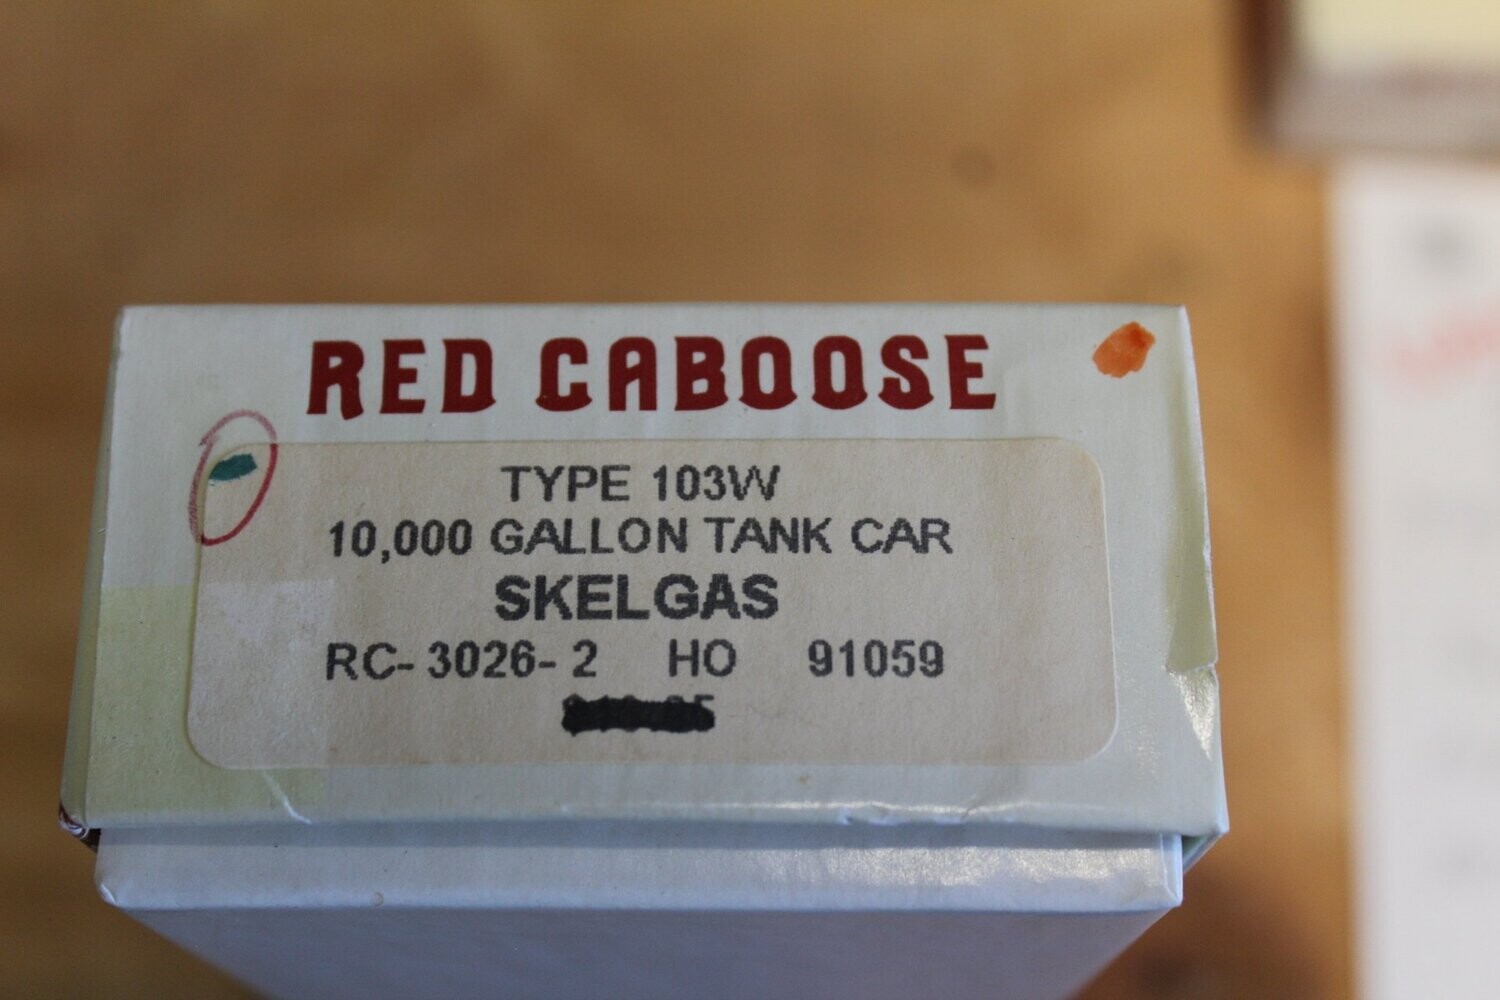 RED CABOOSE
TYPE 103W
10,000 GALLON TANK CAR
SKELGAS
RC- 3026- 2 HO 91059